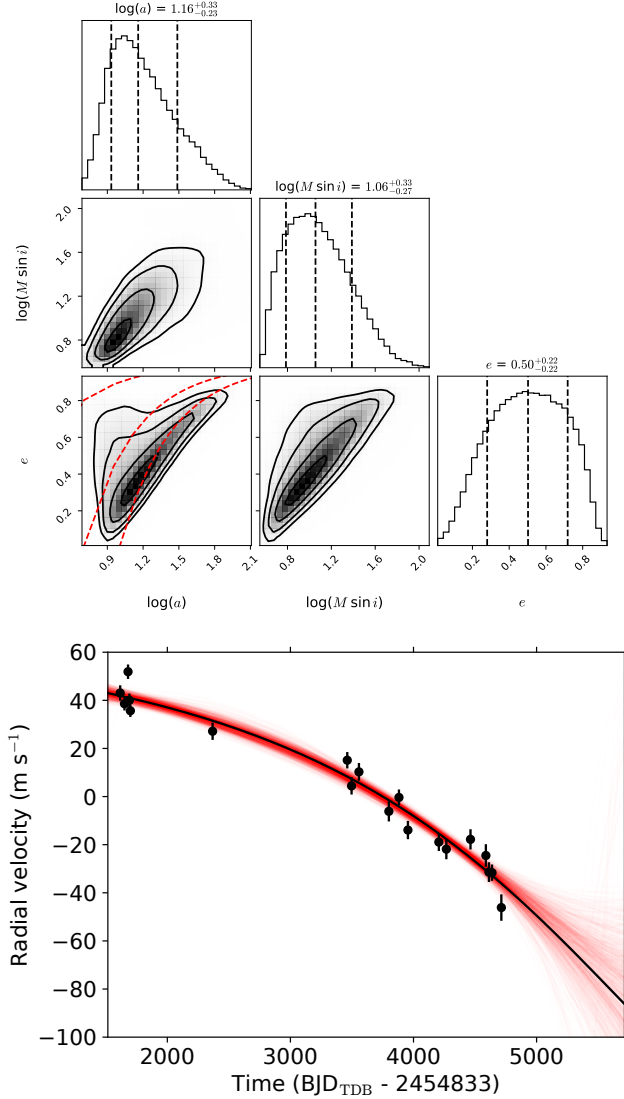 log(a) = 1.16+0.33 −0.23
log(M sin i) = 1.06+0.33 −0.27
2.0
1.6
1.2
0.8
log(M sin i)
e = 0.50+0.22 −0.22
0.8
0.6
0.4
0.2
e
0.9 1.2 1.5 1.8 2.1
0.8 1.2 1.6 2.0
0.2 0.4 0.6 0.8
log(a)
log(M sin i)
e
60
40
20
0
−20
−40
−60
−80
−100
Radial velocity (m s−1)
2000 3000 4000 5000
Time (BJDTDB - 2454833)